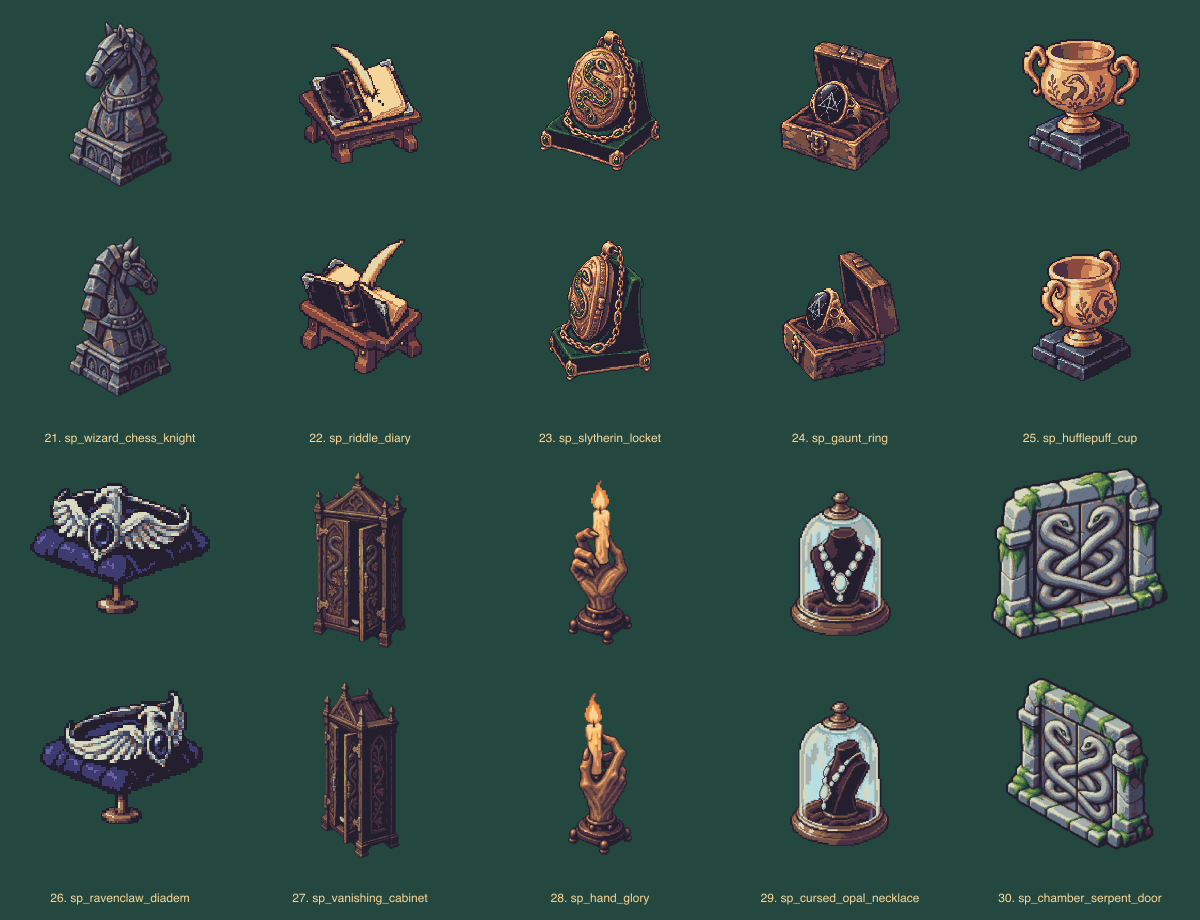 21. sp_wizard_chess_knight
22. sp_riddle_diary
23. sp_slytherin_locket
24. sp_gaunt_ring
25. sp_hufflepuff_cup
26. sp_ravenclaw_diadem
27. sp_vanishing_cabinet
28. sp_hand_glory
29. sp_cursed_opal_necklace
30. sp_chamber_serpent_door